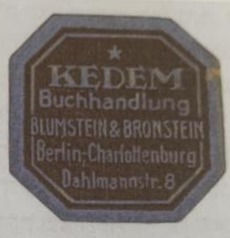 KEDEM
Buchhandlung
BLUMSTEIN & BRONSTEIN
Berlin-Charlottenburg
Dahlmannstr. 8